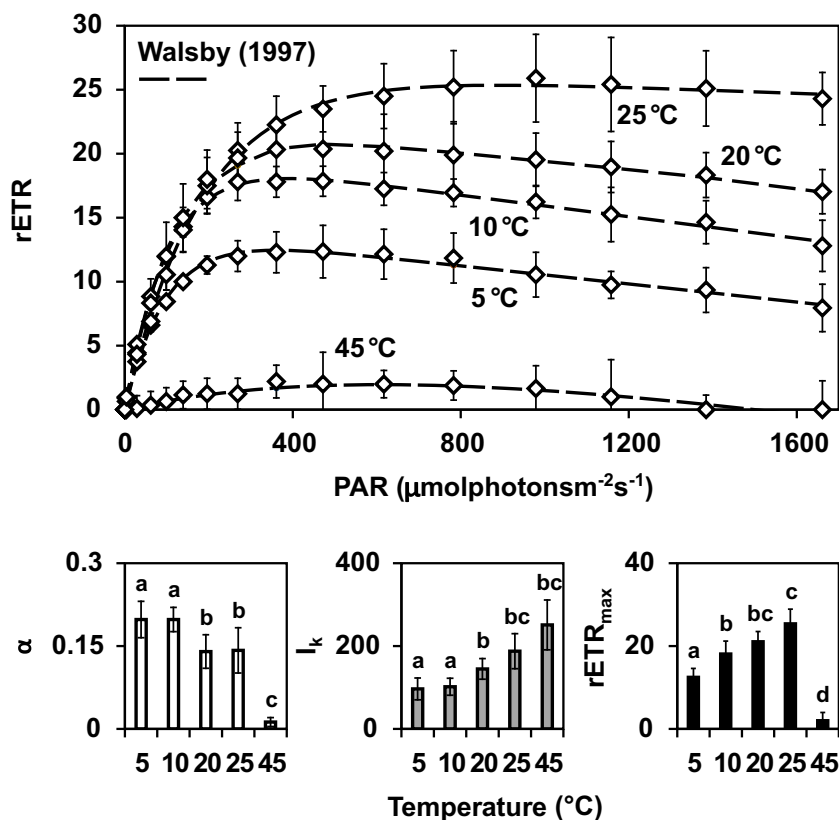 30
Walsby (1997)
25
25°C
20
20°C
rETR
15
10°C
10
5°C
5
45°C
0
0 400 800 1200 1600
PAR (µmolphotonsm-2s-1)
0.3
a a
b b
α 0.15
c
0
5 10 20 25 45
400
bc
bc
b
Ik 200
a a
0
5 10 20 25 45
40
c
bc
b
rETRmax 20
a
d
0
5 10 20 25 45
Temperature (°C)